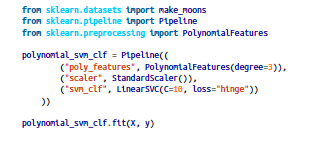 from sklearn.datasets import make_moons
from sklearn.pipeline import Pipeline
from sklearn.preprocessing import PolynomialFeatures
polynomial_svm_clf = Pipeline((
("poly_features", PolynomialFeatures(degree=3)),
("scaler", StandardScaler()),
("svm_clf", LinearSVC(C=10, loss="hinge"))
))
polynomial_svm_clf.fit(X, y)